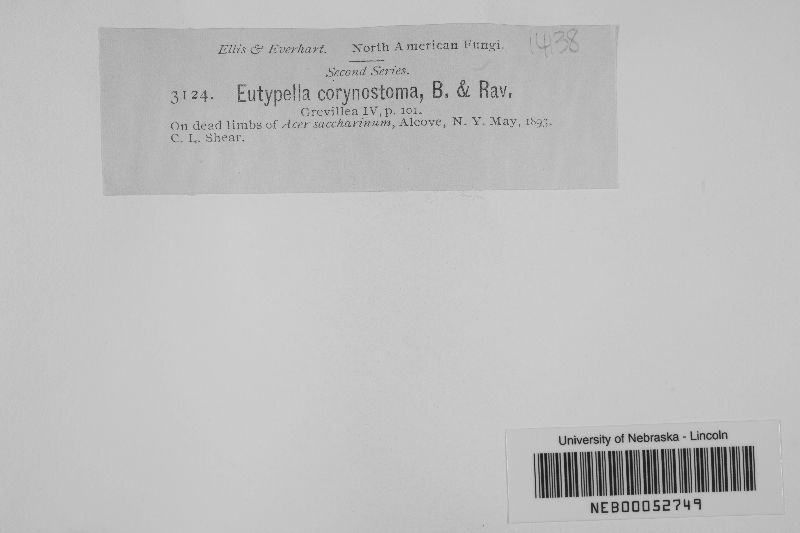 Ellis & Everhart. North American Fungi. 1438
Second Series.
3124. Eutypella corynostoma, B. & Rav.
Grevillea IV, p. 101.
On dead limbs of Acer saccharinum, Alcove, N. Y. May, 1893.
C. L. Shear.
University of Nebraska - Lincoln
NEB00052749